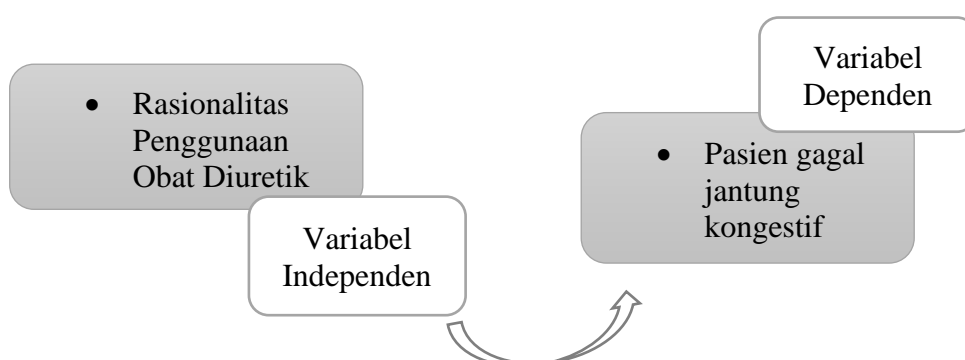 • Rasionalitas
Penggunaan
Obat Diuretik
Variabel
Independen
Variabel
Dependen
• Pasien gagal
jantung
kongestif